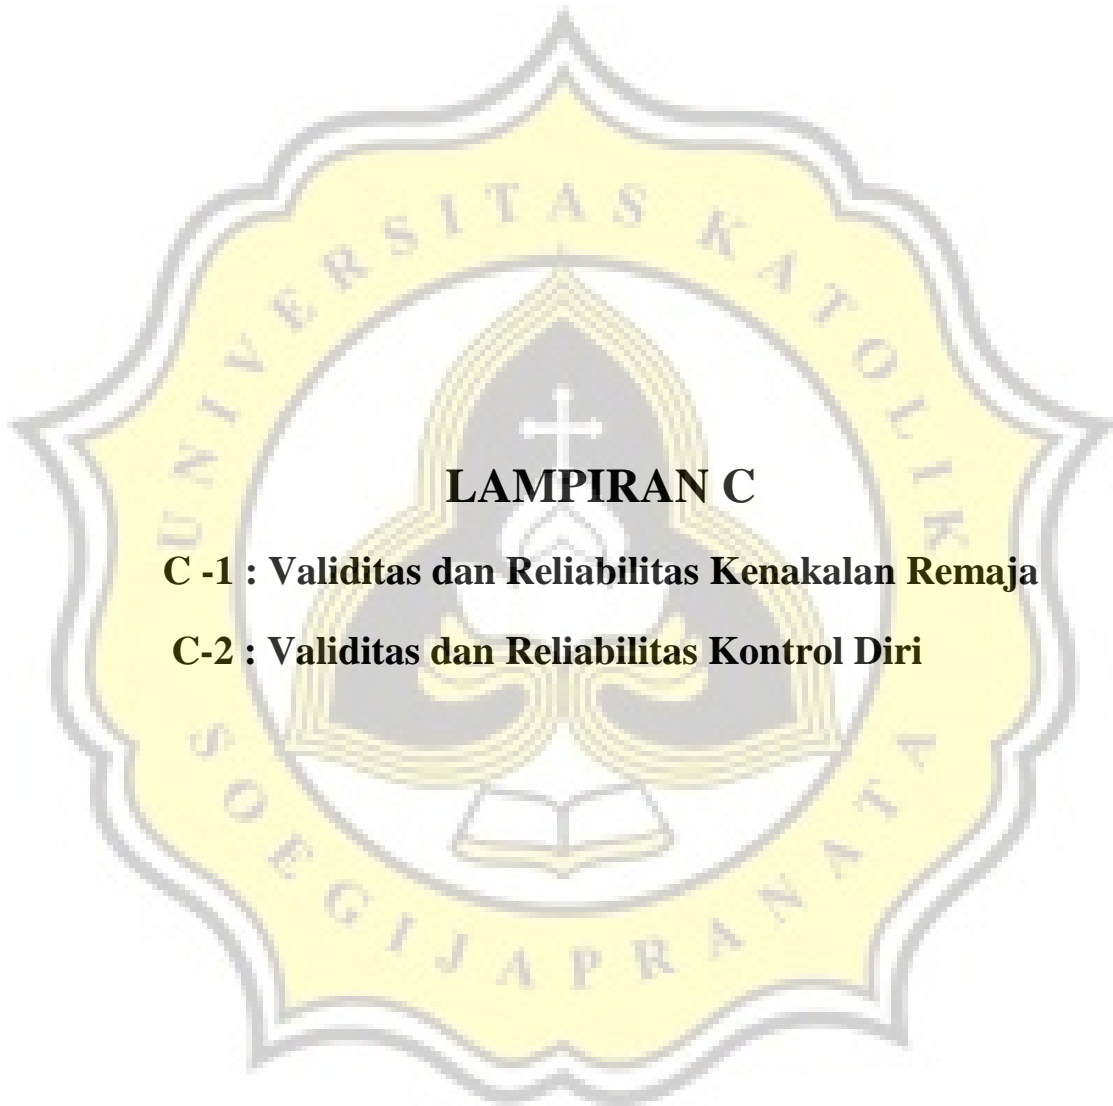 UNIVERSITAS KATOLIK
LAMPIRAN C
C -1 : Validitas dan Reliabilitas Kenakalan Remaja
C-2 : Validitas dan Reliabilitas Kontrol Diri
SOEGIJAPRANATA